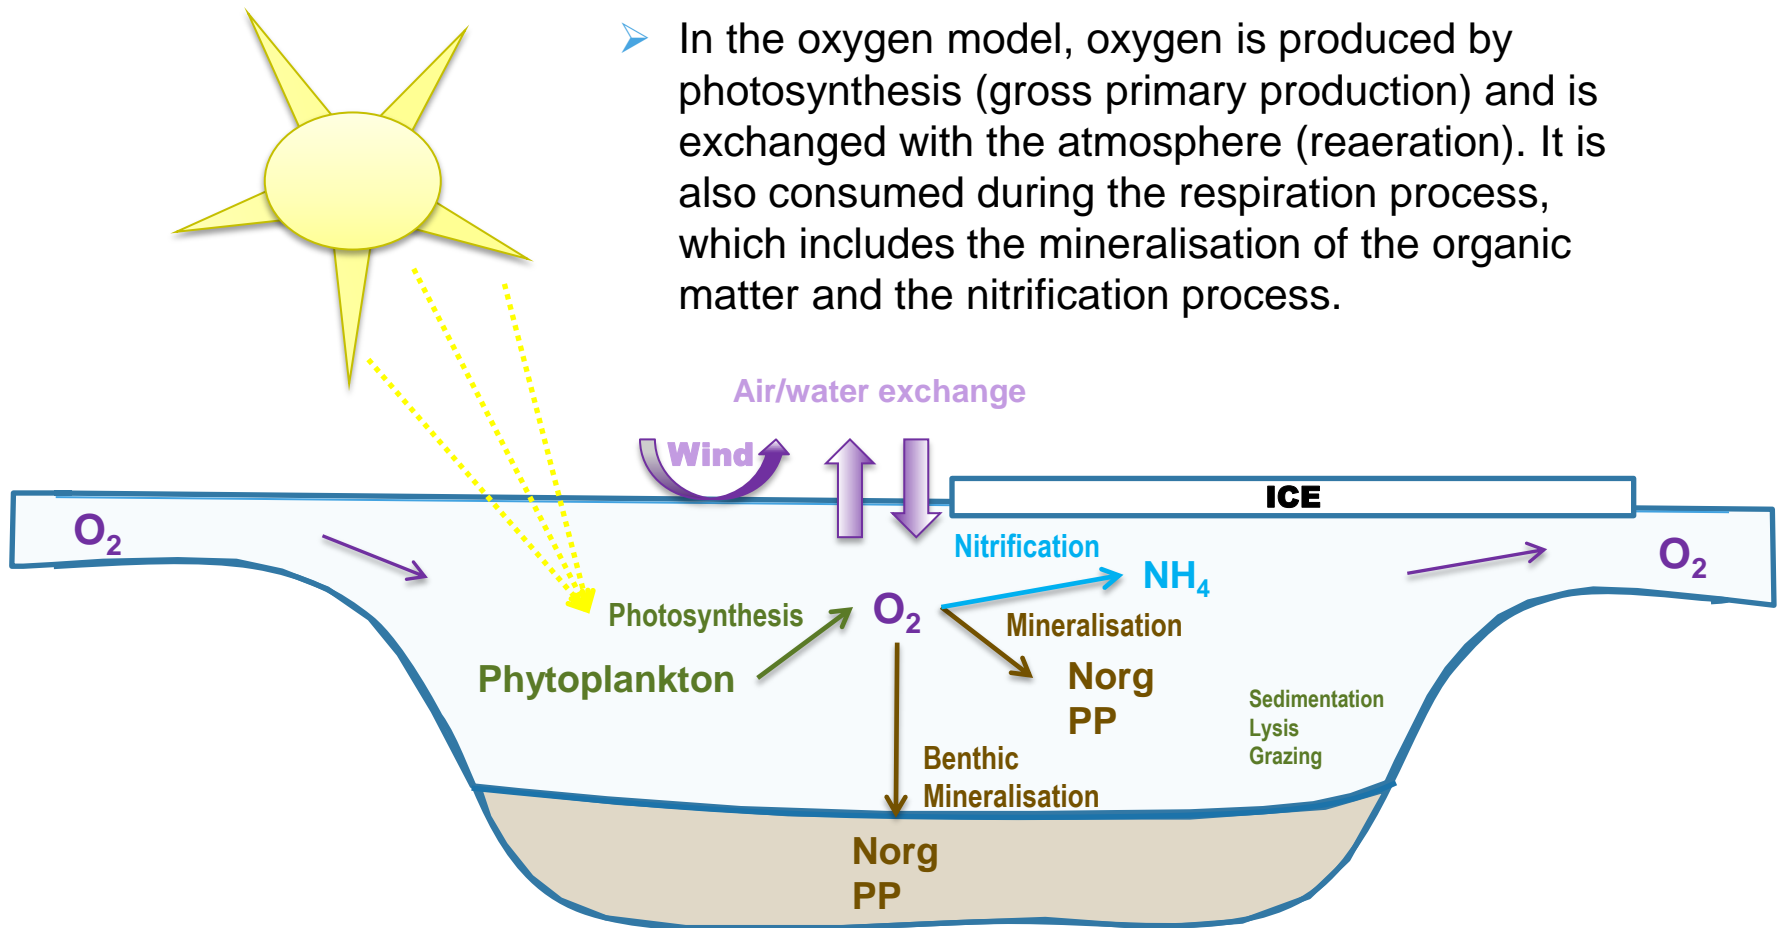 In the oxygen model, oxygen is produced by
photosynthesis (gross primary production) and is
exchanged with the atmosphere (reaeration). It is
also consumed during the respiration process,
which includes the mineralisation of the organic
matter and the nitrification process.
Air/water exchange
Wind
ICE
O₂
Nitrification
O₂
NH₄
Photosynthesis
O₂
Mineralisation
Phytoplankton
Norg
PP
Sedimentation
Lysis
Grazing
Benthic
Mineralisation
Norg
PP